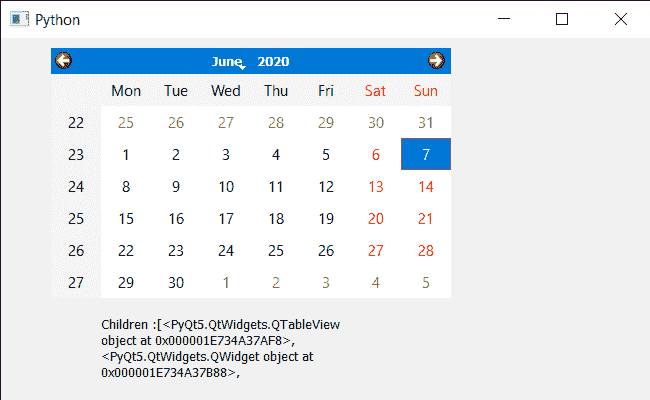 Python
June 2020
Mon Tue Wed Thu Fri Sat Sun
22 25 26 27 28 29 30 31
23 1 2 3 4 5 6 7
24 8 9 10 11 12 13 14
25 15 16 17 18 19 20 21
26 22 23 24 25 26 27 28
27 29 30 1 2 3 4 5
Children :[<PyQt5.QtWidgets.QTableView
object at 0x000001E734A37AF8>,
<PyQt5.QtWidgets.QWidget object at
0x000001E734A37B88>,